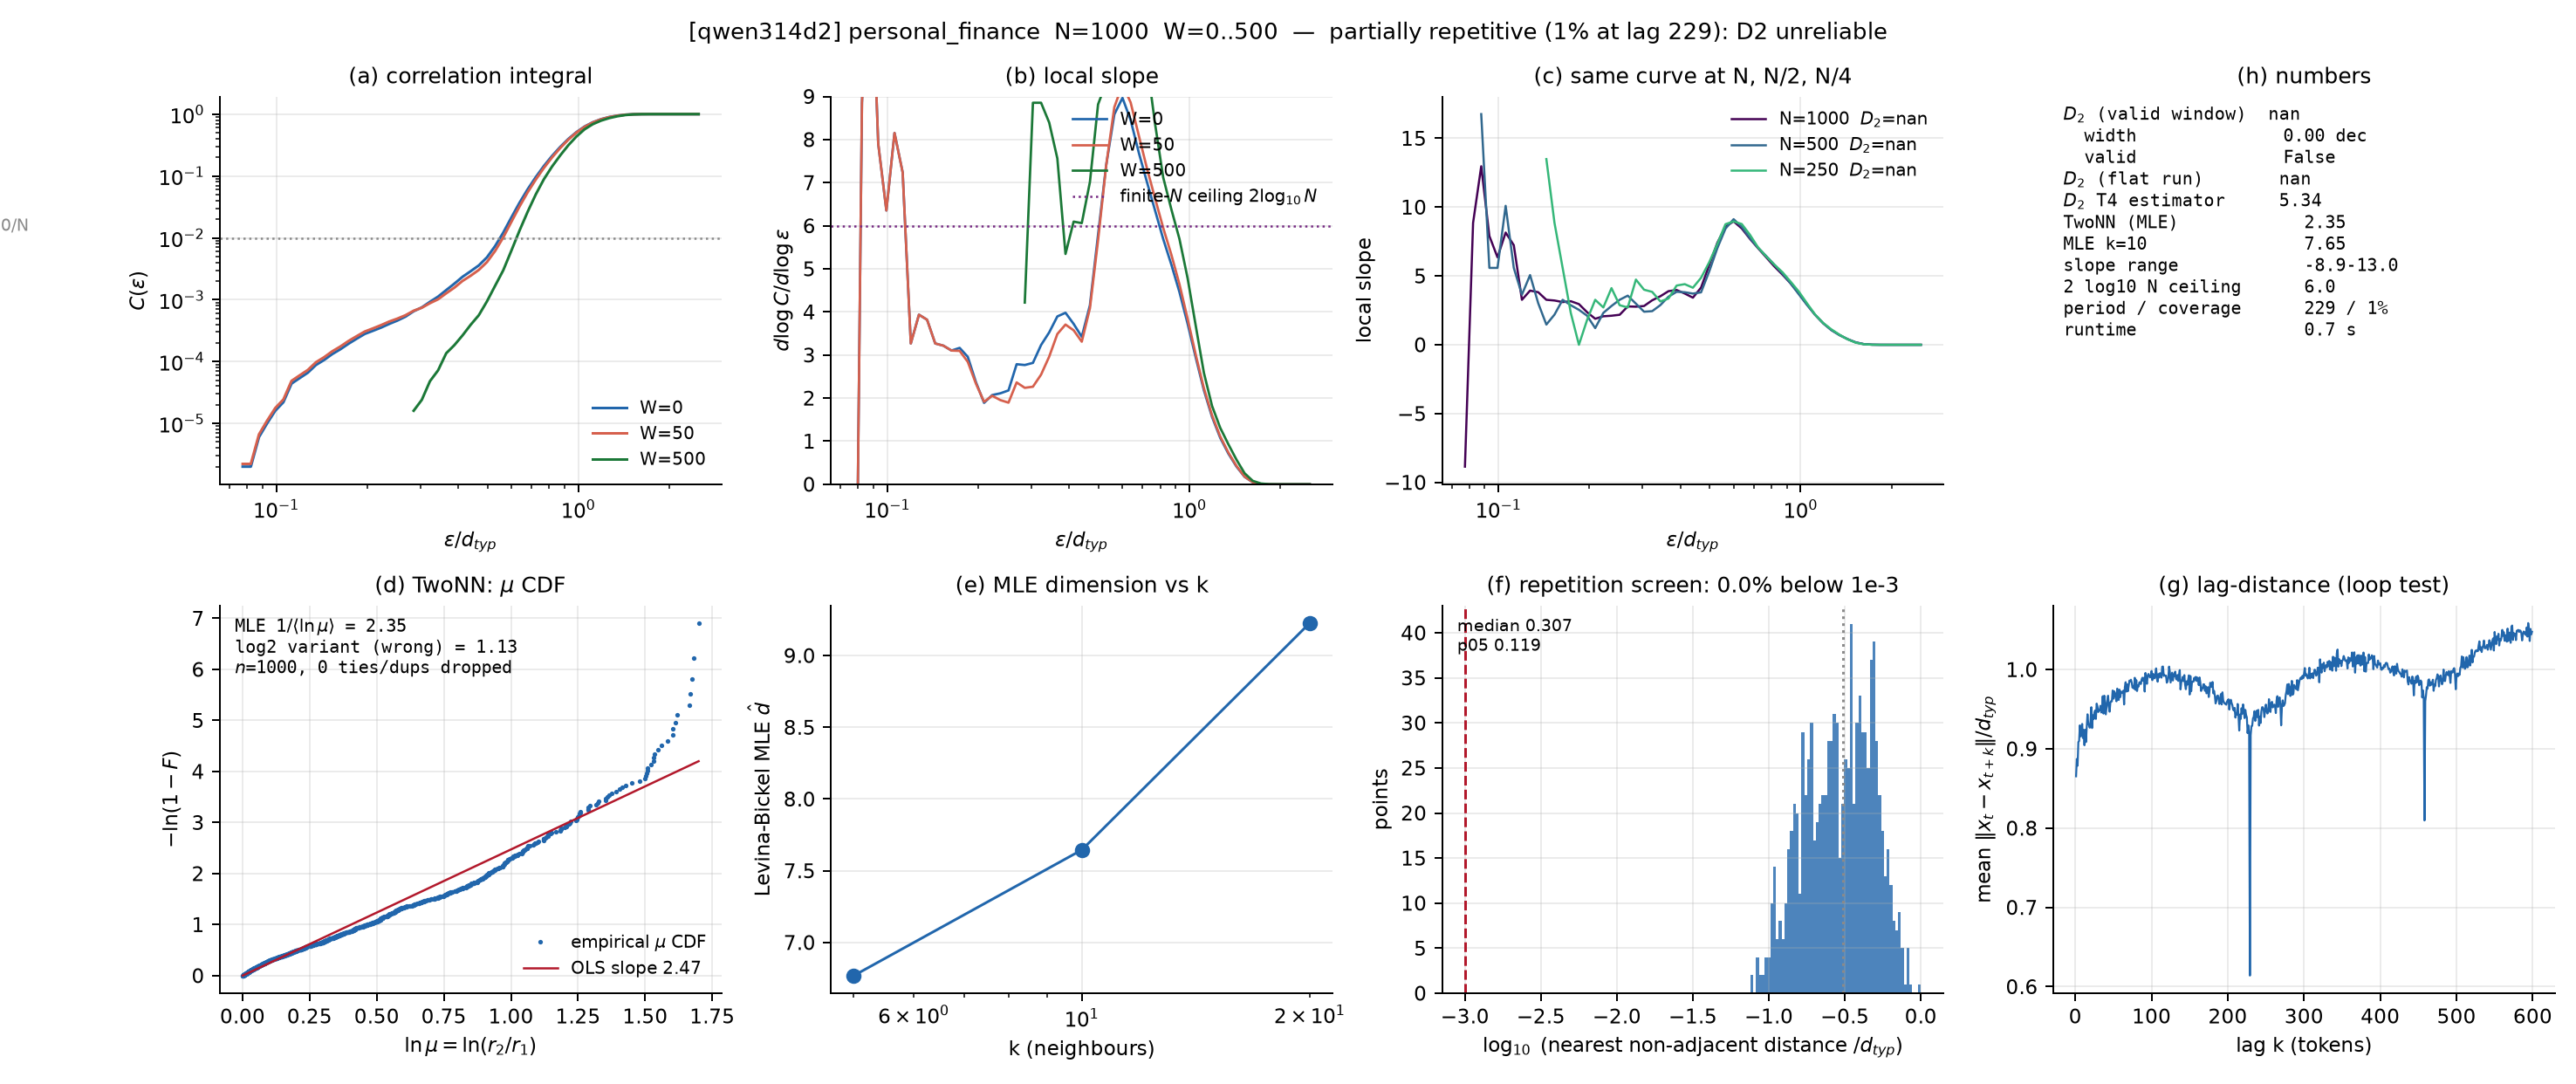 [qwen314d2] personal_finance N=1000 W=0..500 — partially repetitive (1% at lag 229): D2 unreliable
(a) correlation integral
10⁰
10⁻¹
10⁻²
10⁻³
10⁻⁴
10⁻⁵
C(ε)
0/N
W=0
W=50
W=500
10⁻¹
10⁰
ε/d_typ
(b) local slope
9
8
7
6
5
4
3
2
1
0
d log C/d log ε
W=0
W=50
W=500
finite-N ceiling 2log₁₀ N
10⁻¹
10⁰
ε/d_typ
(c) same curve at N, N/2, N/4
15
10
5
0
−5
−10
local slope
N=1000 D₂=nan
N=500 D₂=nan
N=250 D₂=nan
10⁻¹
10⁰
ε/d_typ
(h) numbers
D₂ (valid window) nan
width 0.00 dec
valid False
D₂ (flat run) nan
D₂ T4 estimator 5.34
TwoNN (MLE) 2.35
MLE k=10 7.65
slope range -8.9-13.0
2 log10 N ceiling 6.0
period / coverage 229 / 1%
runtime 0.7 s
(d) TwoNN: μ CDF
7
6
5
4
3
2
1
0
−ln(1 − F)
MLE 1/⟨ln μ⟩ = 2.35
log2 variant (wrong) = 1.13
n=1000, 0 ties/dups dropped
empirical μ CDF
OLS slope 2.47
0.00 0.25 0.50 0.75 1.00 1.25 1.50 1.75
ln μ = ln(r₂/r₁)
(e) MLE dimension vs k
9.0
8.5
8.0
7.5
7.0
Levina-Bickel MLE d̂
6 × 10⁰
10¹
2 × 10¹
k (neighbours)
(f) repetition screen: 0.0% below 1e-3
40
35
30
25
20
15
10
5
0
points
median 0.307
p05 0.119
−3.0 −2.5 −2.0 −1.5 −1.0 −0.5 0.0
log₁₀ (nearest non-adjacent distance /d_typ)
(g) lag-distance (loop test)
1.0
0.9
0.8
0.7
0.6
mean ‖x_t − x_{t+k}‖/d_typ
0 100 200 300 400 500 600
lag k (tokens)